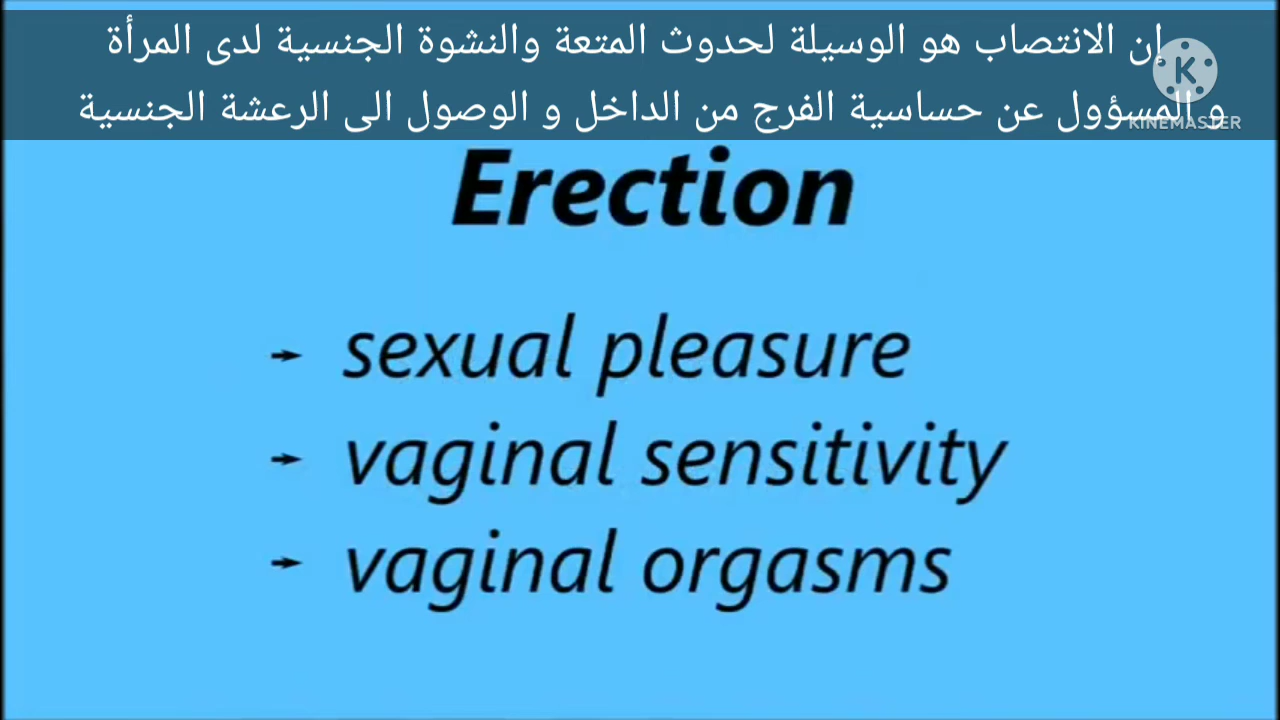 إن الانتصاب هو الوسيلة لحدوث المتعة والنشوة الجنسية لدى المرأة
و المسؤول عن حساسية الفرج من الداخل و الوصول الى الرعشة الجنسية
K
KINEMASTER
Erection
→ sexual pleasure
→ vaginal sensitivity
→ vaginal orgasms